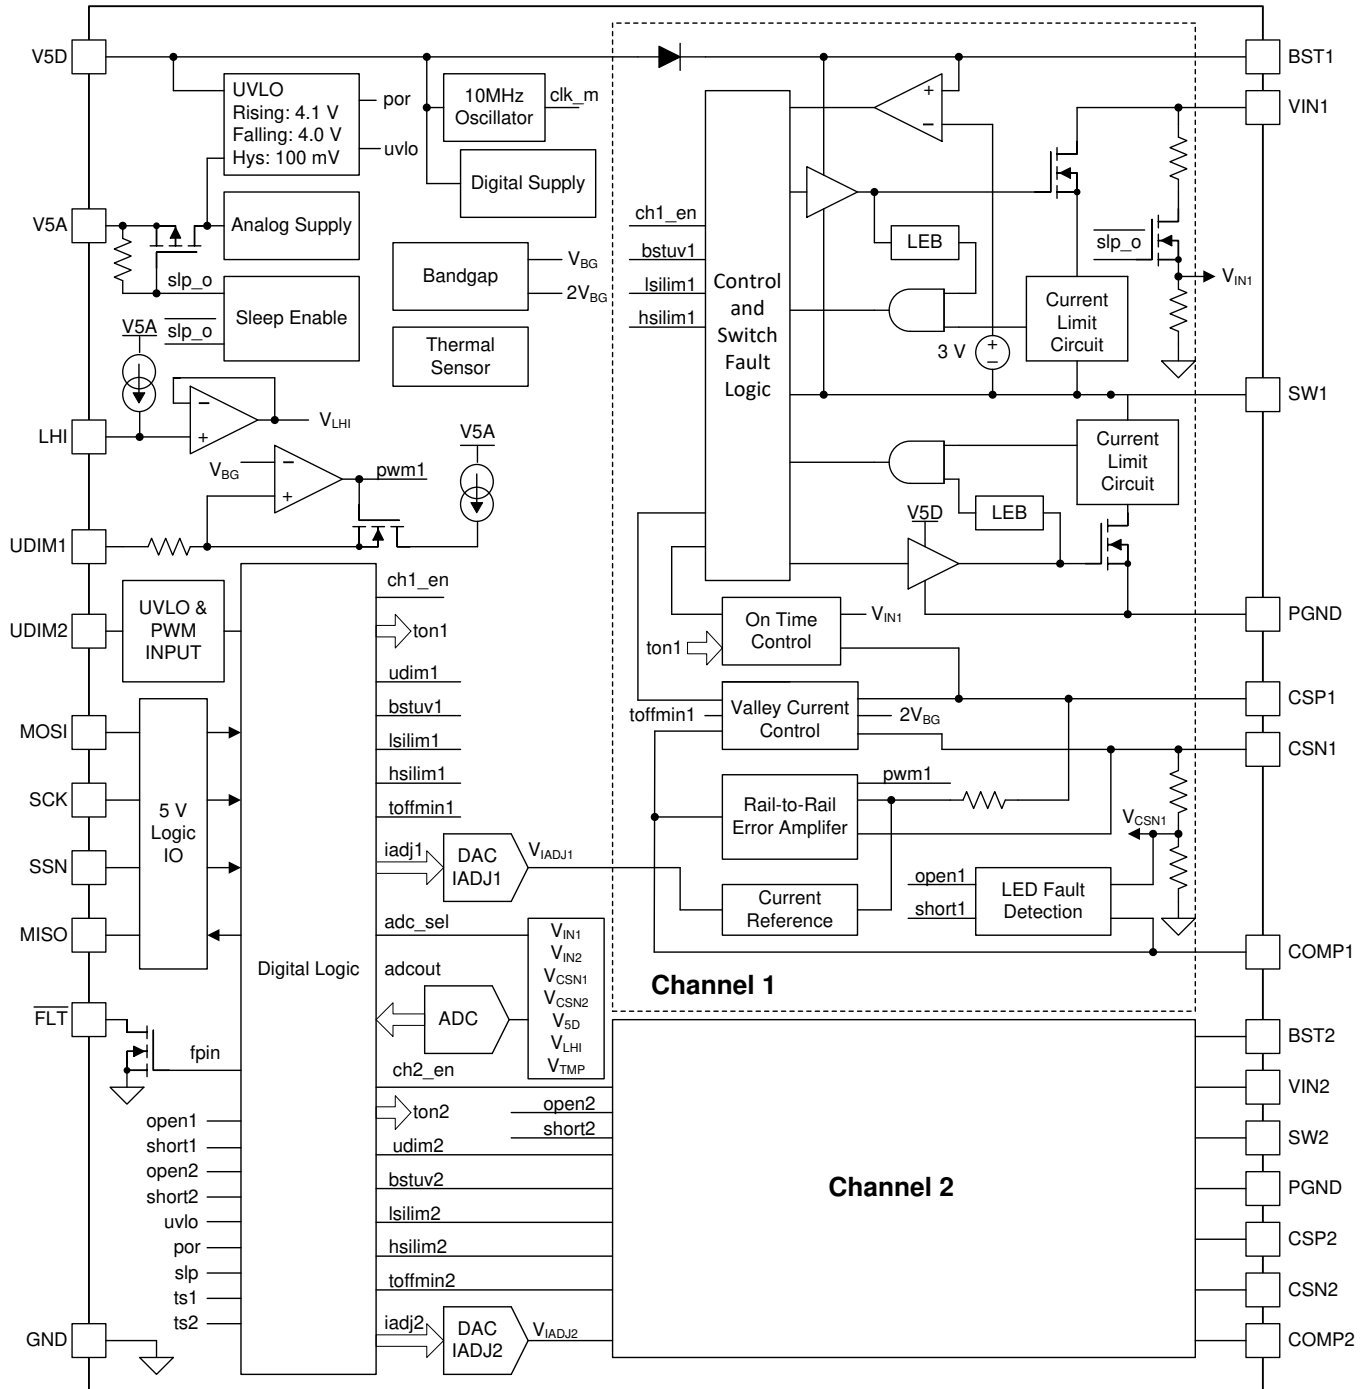 V5D
UVLO
Rising: 4.1 V
Falling: 4.0 V
Hys: 100 mV
por
uvlo
10MHz
Oscillator
clk_m
Digital Supply
V5A
Analog Supply
slp_o
slp_o
Sleep Enable
Bandgap
VBG
2VBG
Thermal
Sensor
V5A
LHI
VLHI
VBG
pwm1
V5A
UDIM1
UDIM2
UVLO &
PWM
INPUT
MOSI
SCK
SSN
MISO
5 V
Logic
IO
FLT
fpin
open1
short1
open2
short2
uvlo
por
slp
ts1
ts2
GND
Digital Logic
ch1_en
ton1
udim1
bstuv1
lsilim1
hsilim1
toffmin1
iadj1
DAC
IADJ1
VIADJ1
adc_sel
adcout
ADC
VIN1
VIN2
VCSN1
VCSN2
V5D
VLHI
VTMP
ch2_en
ton2
open2
short2
udim2
bstuv2
lsilim2
hsilim2
toffmin2
iadj2
DAC
IADJ2
VIADJ2
ch1_en
bstuv1
lsilim1
hsilim1
Control
and
Switch
Fault
Logic
LEB
3 V
Current
Limit
Circuit
slp_o
VIN1
Current
Limit
Circuit
LEB
V5D
On Time
Control
VIN1
ton1
toffmin1
Valley Current
Control
2VBG
pwm1
Rail-to-Rail
Error Amplifer
Current
Reference
VCSN1
open1
short1
LED Fault
Detection
Channel 1
Channel 2
BST1
VIN1
SW1
PGND
CSP1
CSN1
COMP1
BST2
VIN2
SW2
PGND
CSP2
CSN2
COMP2